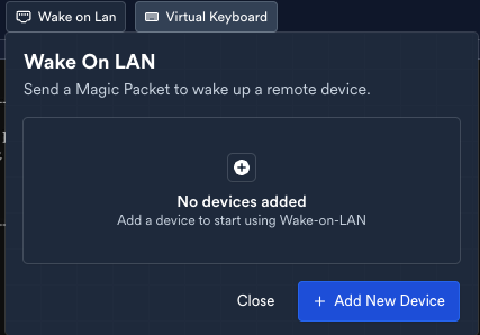 Wake on Lan Virtual Keyboard
Wake On LAN
Send a Magic Packet to wake up a remote device.
No devices added
Add a device to start using Wake-on-LAN
Close + Add New Device